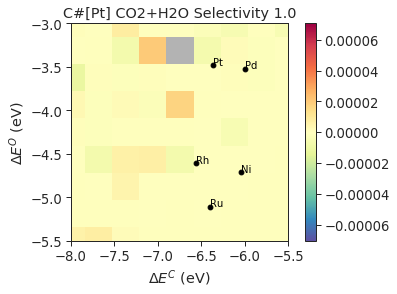 C#[Pt] CO2+H2O Selectivity 1.0
ΔE^O (eV)
−3.0
−3.5
−4.0
−4.5
−5.0
−5.5
Pt
Pd
Rh
Ni
Ru
−8.0 −7.5 −7.0 −6.5 −6.0 −5.5
ΔE^C (eV)
0.00006
0.00004
0.00002
0.00000
−0.00002
−0.00004
−0.00006